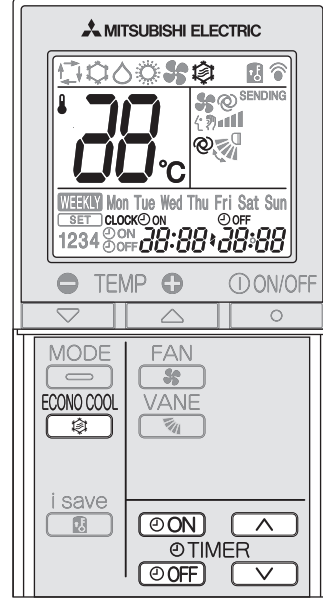 MITSUBISHI ELECTRIC
SENDING
88°C
WEEKLY Mon Tue Wed Thu Fri Sat Sun
SET CLOCK ON OFF
1234 ON OFF 88:88 88:88
TEMP ON/OFF
MODE FAN
ECONO COOL VANE
i save
ON
TIMER
OFF